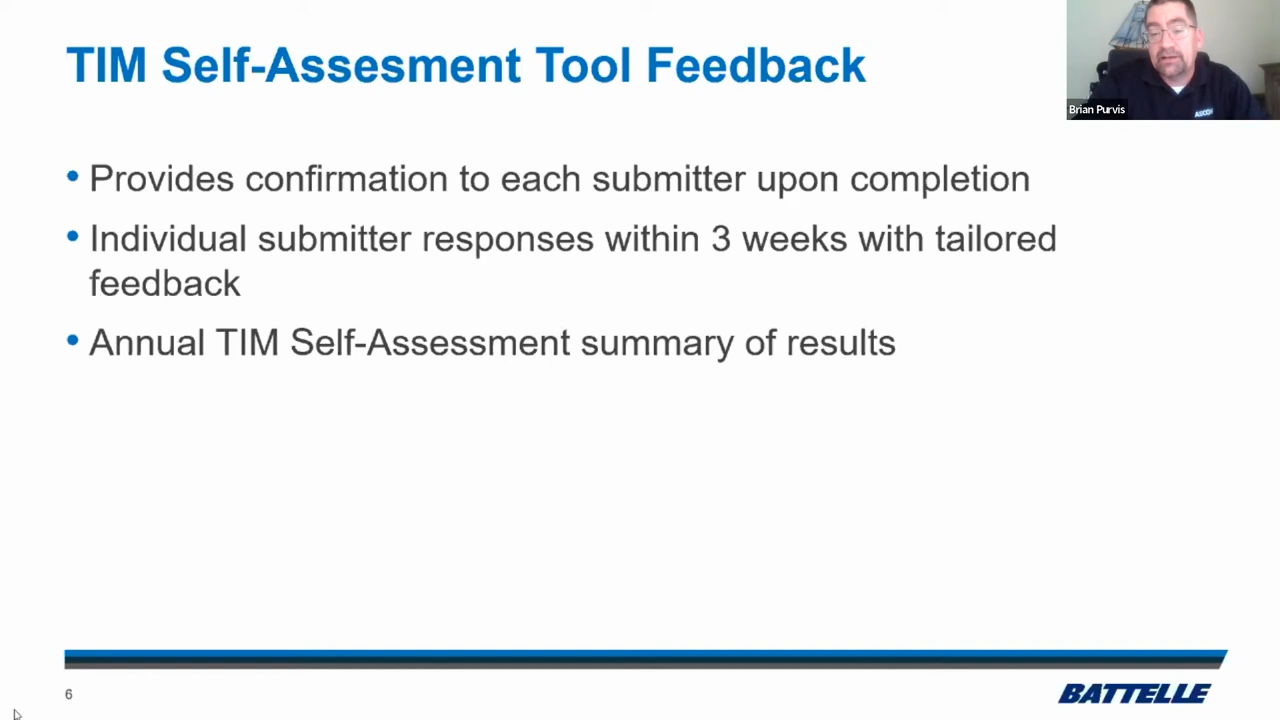 TIM Self-Assesment Tool Feedback
Brian Purvis
• Provides confirmation to each submitter upon completion
• Individual submitter responses within 3 weeks with tailored
feedback
• Annual TIM Self-Assessment summary of results
6
BATTELLE